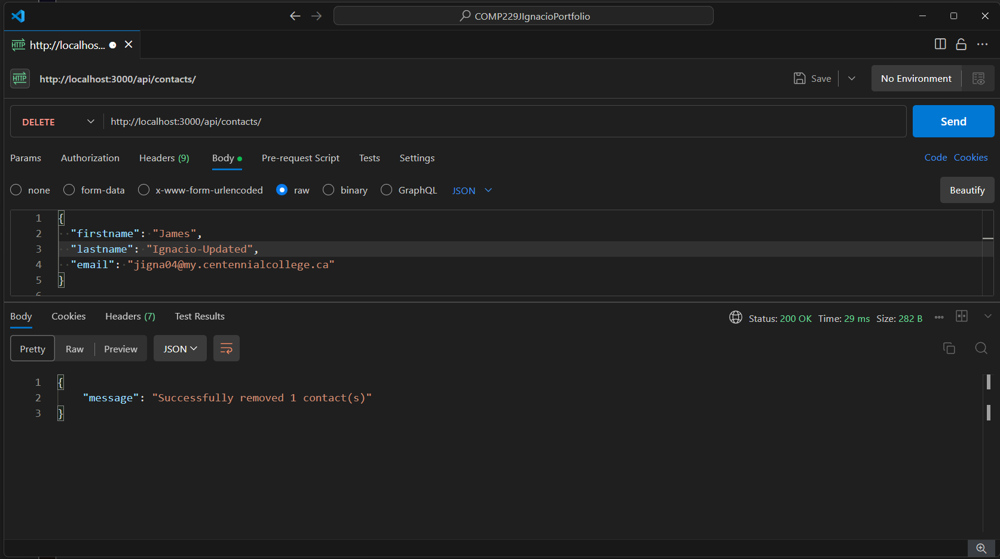 COMP229JIgnacioPortfolio
HTTP http://localhos...
HTTP http://localhost:3000/api/contacts/ Save No Environment
DELETE http://localhost:3000/api/contacts/ Send
Params Authorization Headers (9) Body Pre-request Script Tests Settings Code Cookies
none form-data x-www-form-urlencoded raw binary GraphQL JSON Beautify
1 {
2 "firstname": "James",
3 "lastname": "Ignacio-Updated",
4 "email": "jigna04@my.centennialcollege.ca"
5 }
6
Body Cookies Headers (7) Test Results Status: 200 OK Time: 29 ms Size: 282 B
Pretty Raw Preview JSON
1 {
2 "message": "Successfully removed 1 contact(s)"
3 }